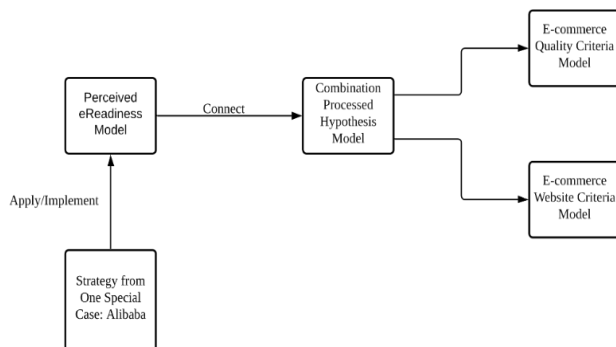 E-commerce
Quality Criteria
Model
Perceived
eReadiness
Model
Connect
Combination
Processed
Hypothesis
Model
Apply/Implement
E-commerce
Website Criteria
Model
Strategy from
One Special
Case: Alibaba